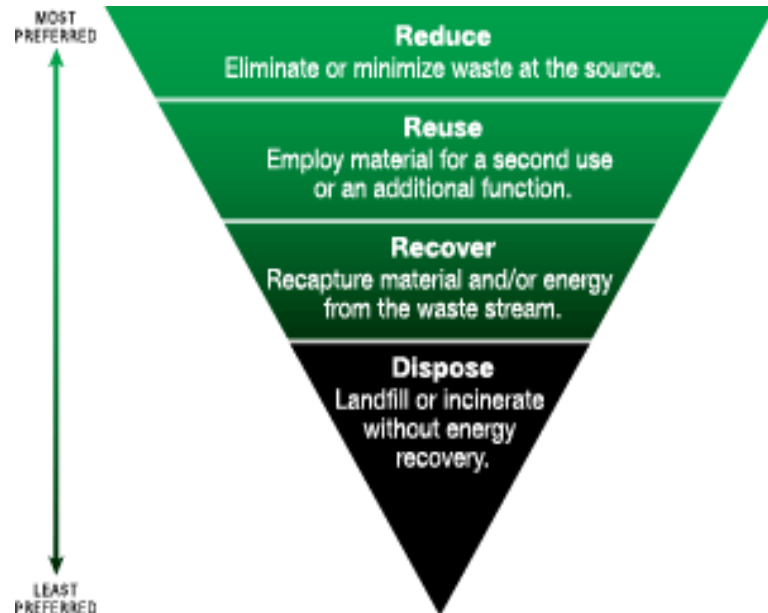 MOST
PREFERRED
Reduce
Eliminate or minimize waste at the source.
Reuse
Employ material for a second use
or an additional function.
Recover
Recapture material and/or energy
from the waste stream.
Dispose
Landfill or incinerate
without energy
recovery.
LEAST
PREFERRED